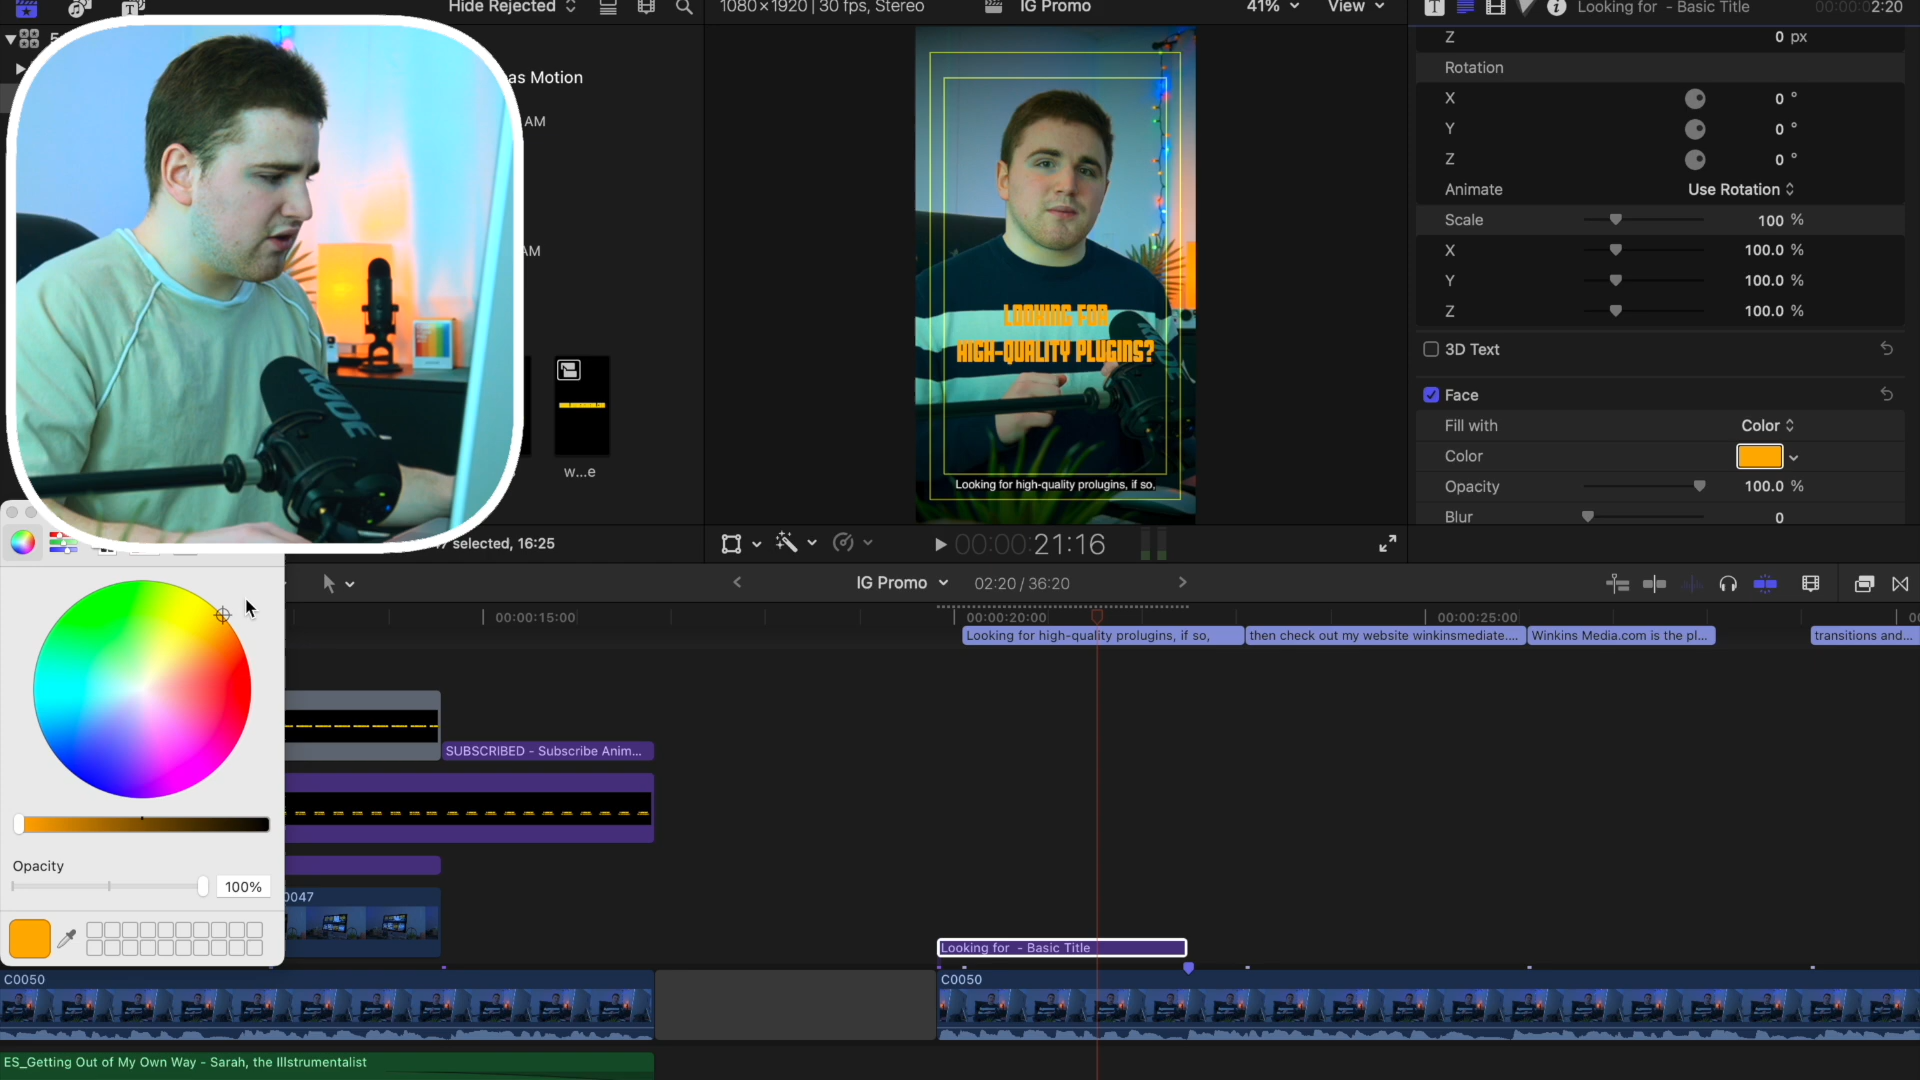 Hide Rejected
1080×1920 | 30 fps, Stereo
IG Promo
41%
View
Looking for - Basic Title
00:00:02:20
as Motion
AM
AM
w...e
selected, 16:25
RØDE
LOOKING FOR
HIGH-QUALITY PLUGINS?
Looking for high-quality prolugins, if so,
00:00:21:16
Z
0 px
Rotation
X
0 °
Y
0 °
Z
0 °
Animate
Use Rotation
Scale
100 %
X
100.0 %
Y
100.0 %
Z
100.0 %
3D Text
Face
Fill with
Color
Color
Opacity
100.0 %
Blur
0
IG Promo
02:20 / 36:20
00:00:15:00
00:00:20:00
00:00:25:00
Looking for high-quality prolugins, if so,
then check out my website winkinsmediate....
Winkins Media.com is the pl...
transitions and...
SUBSCRIBED - Subscribe Anim...
Opacity
100%
0047
Looking for - Basic Title
C0050
C0050
ES_Getting Out of My Own Way - Sarah, the Illstrumentalist